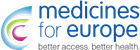 medicines
for europe
better access. better health.